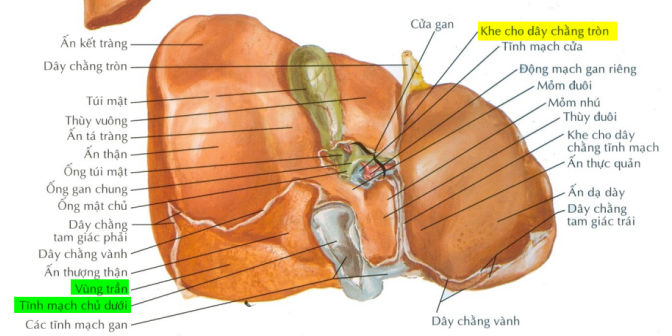 Ấn kết tràng
Dây chằng tròn
Túi mật
Thùy vuông
Ấn tá tràng
Ấn thận
Ống túi mật
Ống gan chung
Ống mật chủ
Dây chằng
tam giác phải
Dây chằng vành
Ấn thượng thận
Vùng trần
Tĩnh mạch chủ dưới
Các tĩnh mạch gan
Cửa gan
Khe cho dây chằng tròn
Tĩnh mạch cửa
Động mạch gan riêng
Mỏm đuôi
Mỏm nhú
Thùy đuôi
Khe cho dây
chằng tĩnh mạch
Ấn thực quản
Ấn dạ dày
Dây chằng
tam giác trái
Dây chằng vành